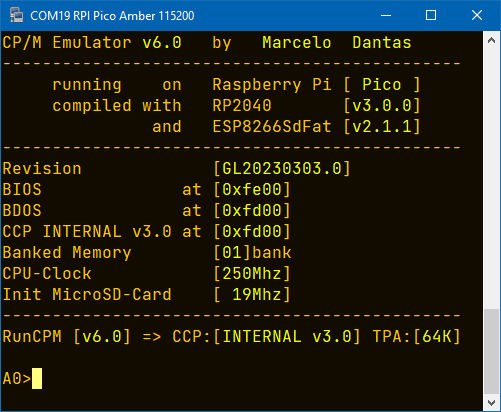 COM19 RPI Pico Amber 115200
CP/M Emulator v6.0   by   Marcelo  Dantas
----------------------------------------------
     running    on   Raspberry Pi [ Pico ]
     compiled with   RP2040       [v3.0.0]
               and   ESP8266SdFat [v2.1.1]
----------------------------------------------
Revision             [GL20230303.0]
BIOS              at [0xfe00]
BDOS              at [0xfd00]
CCP INTERNAL v3.0 at [0xfd00]
Banked Memory        [01]bank
CPU-Clock            [250Mhz]
Init MicroSD-Card    [ 19Mhz]
----------------------------------------------
RunCPM [v6.0] => CCP:[INTERNAL v3.0] TPA:[64K]
A0>